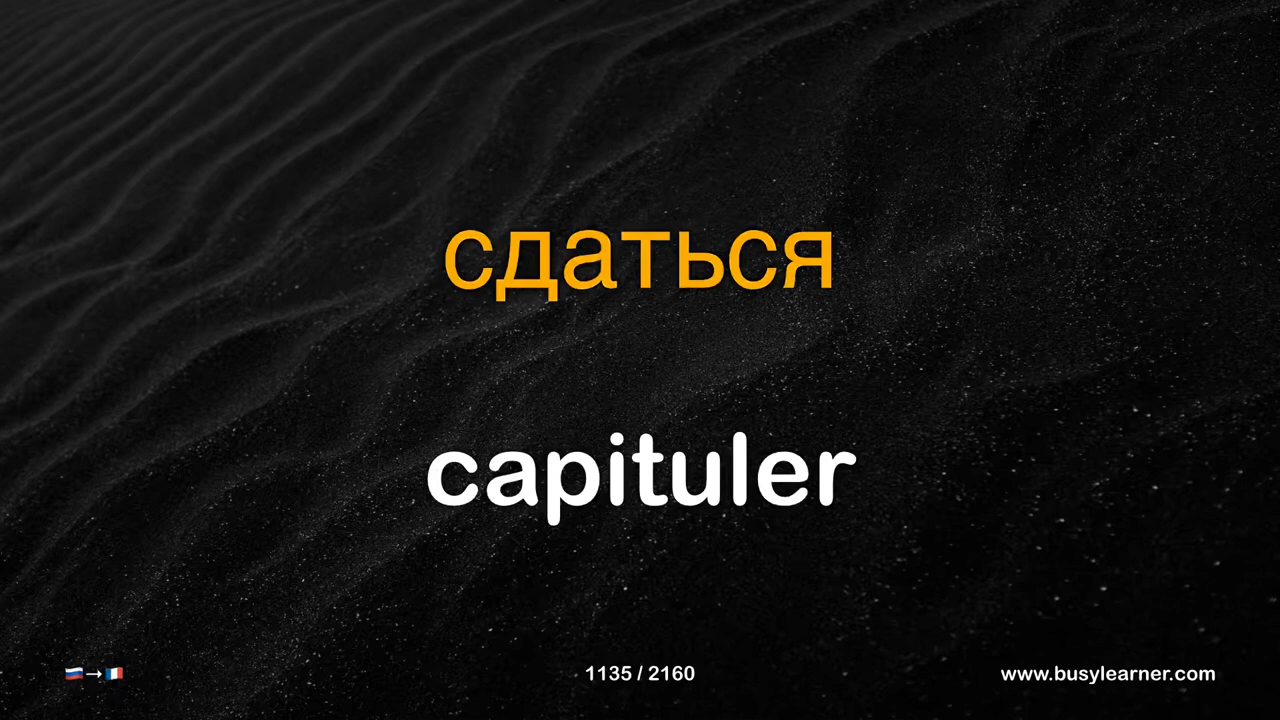 сдаться
capituler
🇷🇺→🇫🇷
1135 / 2160
www.busylearner.com